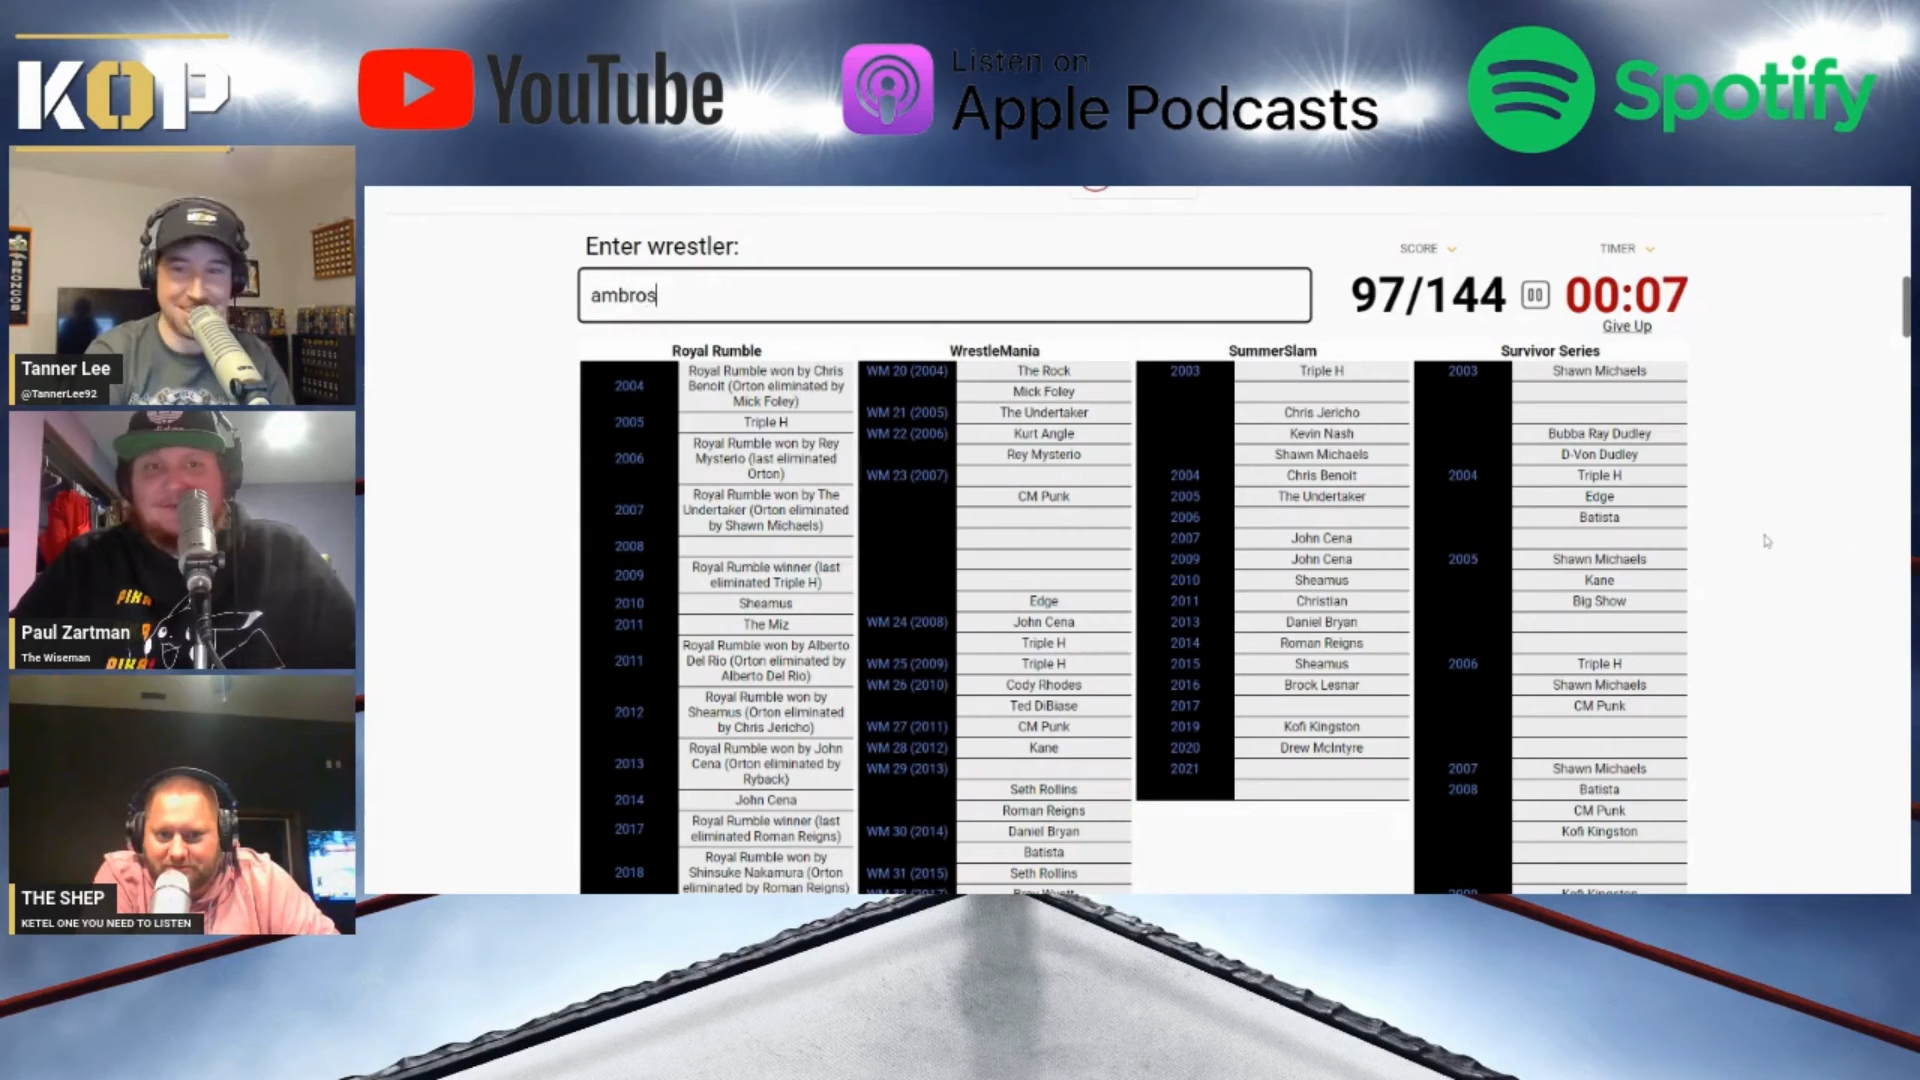 KOP
YouTube
Listen on
Apple Podcasts
Spotify
BRONCOS
Tanner Lee
@TannerLee92
PIKA
PIKA
Paul Zartman
The Wiseman
THE SHEP
KETEL ONE YOU NEED TO LISTEN
Enter wrestler:
ambros
SCORE
97/144
TIMER
00:07
Give Up
Royal Rumble
2004
Royal Rumble won by Chris
Benoit (Orton eliminated by
Mick Foley)
2005
Triple H
2006
Royal Rumble won by Rey
Mysterio (last eliminated
Orton)
2007
Royal Rumble won by The
Undertaker (Orton eliminated
by Shawn Michaels)
2008
2009
Royal Rumble winner (last
eliminated Triple H)
2010
Sheamus
2011
The Miz
2011
Royal Rumble won by Alberto
Del Rio (Orton eliminated by
Alberto Del Rio)
2012
Royal Rumble won by
Sheamus (Orton eliminated
by Chris Jericho)
2013
Royal Rumble won by John
Cena (Orton eliminated by
Ryback)
2014
John Cena
2017
Royal Rumble winner (last
eliminated Roman Reigns)
2018
Royal Rumble won by
Shinsuke Nakamura (Orton
eliminated by Roman Reigns)
WrestleMania
WM 20 (2004)
The Rock
Mick Foley
WM 21 (2005)
The Undertaker
WM 22 (2006)
Kurt Angle
Rey Mysterio
WM 23 (2007)
CM Punk
Edge
WM 24 (2008)
John Cena
Triple H
WM 25 (2009)
Triple H
WM 26 (2010)
Cody Rhodes
Ted DiBiase
WM 27 (2011)
CM Punk
WM 28 (2012)
Kane
WM 29 (2013)
Seth Rollins
Roman Reigns
WM 30 (2014)
Daniel Bryan
Batista
WM 31 (2015)
Seth Rollins
Bray Wyatt
SummerSlam
2003
Triple H
Chris Jericho
Kevin Nash
Shawn Michaels
2004
Chris Benoit
2005
The Undertaker
2006
2007
John Cena
2009
John Cena
2010
Sheamus
2011
Christian
2013
Daniel Bryan
2014
Roman Reigns
2015
Sheamus
2016
Brock Lesnar
2017
2019
Kofi Kingston
2020
Drew McIntyre
2021
Survivor Series
2003
Shawn Michaels
Bubba Ray Dudley
D-Von Dudley
2004
Triple H
Edge
Batista
2005
Shawn Michaels
Kane
Big Show
2006
Triple H
Shawn Michaels
CM Punk
2007
Shawn Michaels
2008
Batista
CM Punk
Kofi Kingston
2009
Kofi Kingston